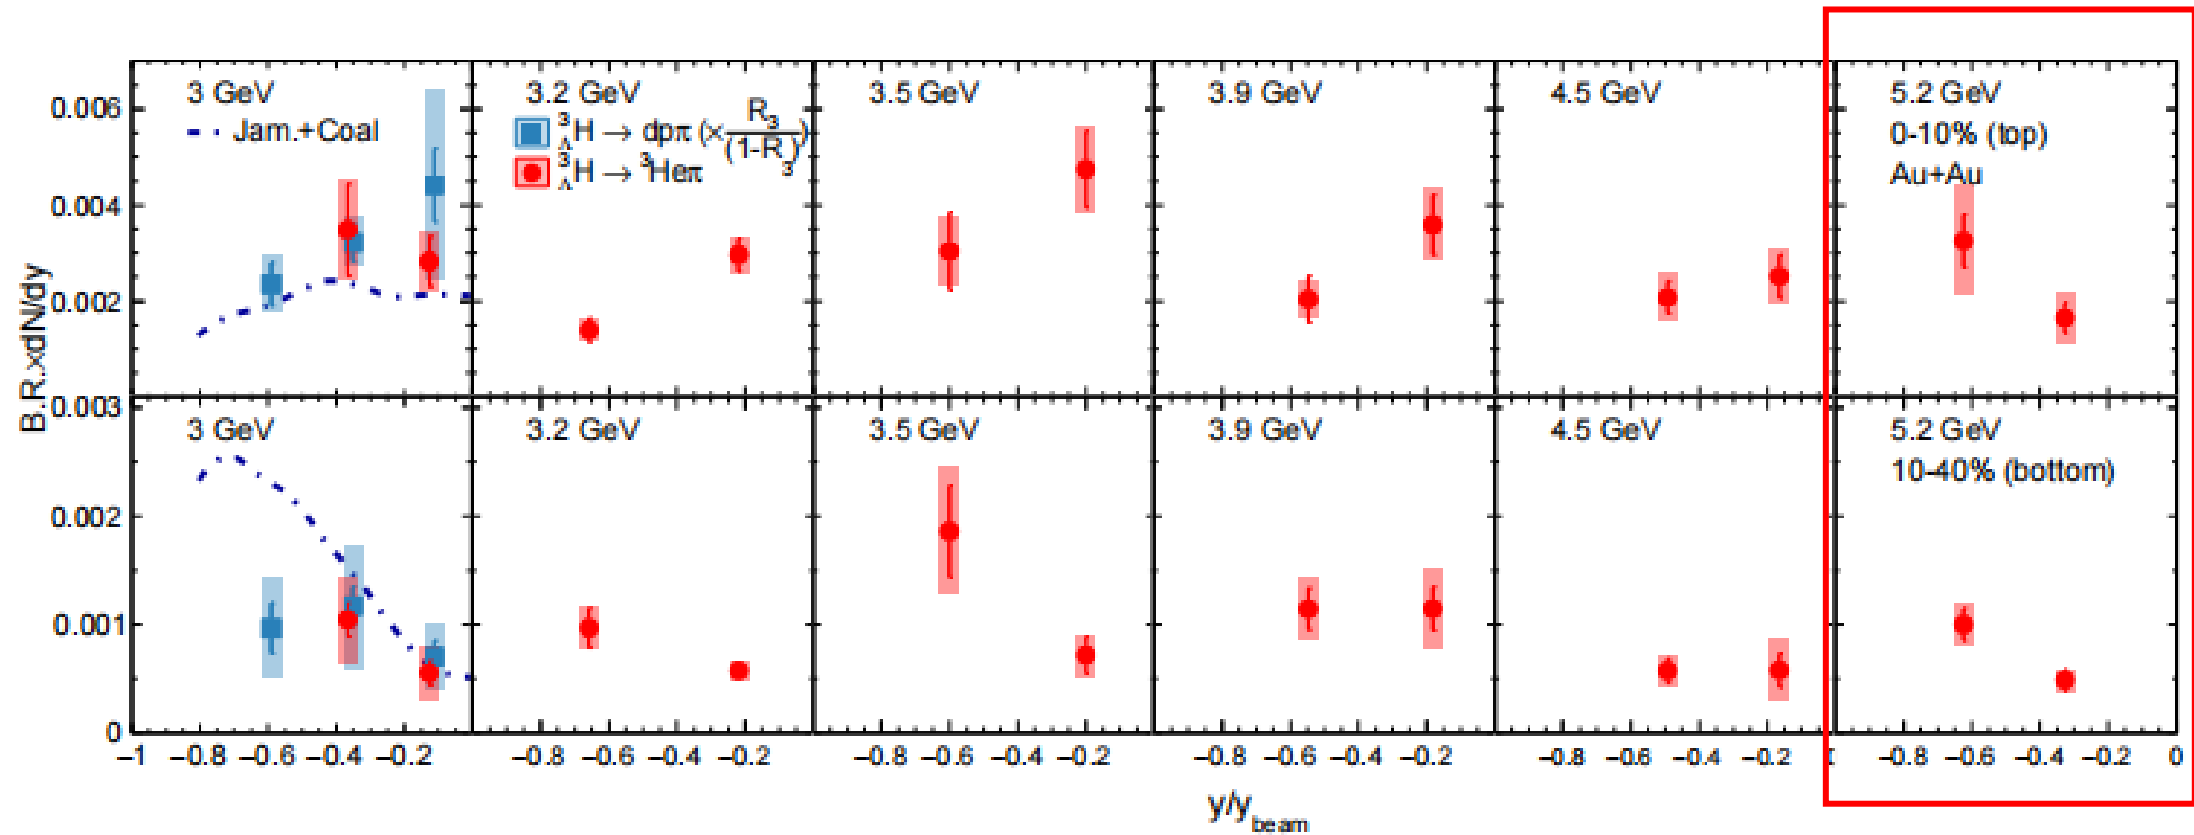 B.R.×dN/dy
0.006
0.004
0.002
3 GeV
Jam.+Coal
3.2 GeV
³ΛH → dpπ (×R₃/(1-R₃))
³ΛH → ³Heπ
3.5 GeV
3.9 GeV
4.5 GeV
5.2 GeV
0-10% (top)
Au+Au
0.003
0.002
0.001
0
3 GeV
3.2 GeV
3.5 GeV
3.9 GeV
4.5 GeV
5.2 GeV
10-40% (bottom)
−1 −0.8 −0.6 −0.4 −0.2 −0.8 −0.6 −0.4 −0.2 −0.8 −0.6 −0.4 −0.2 −0.8 −0.6 −0.4 −0.2 −0.8 −0.6 −0.4 −0.2 −0.8 −0.6 −0.4 −0.2 0
y/y_beam